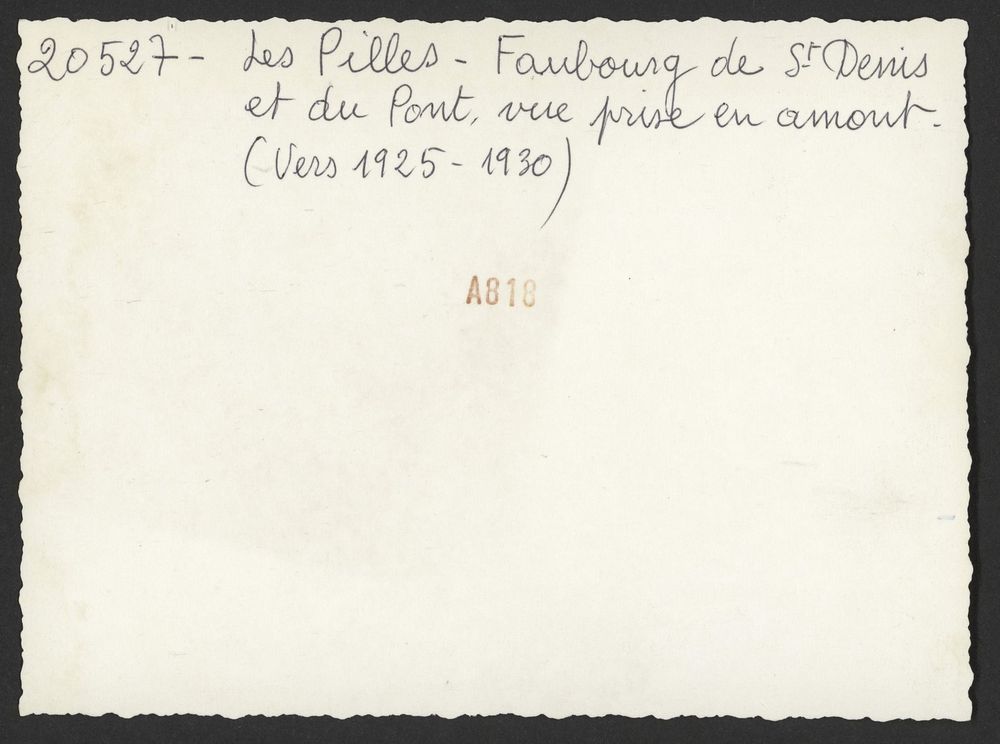 20527- Les Pilles - Faubourg de St Denis
et du Pont, vue prise en amont.
(Vers 1925 - 1930)
A818